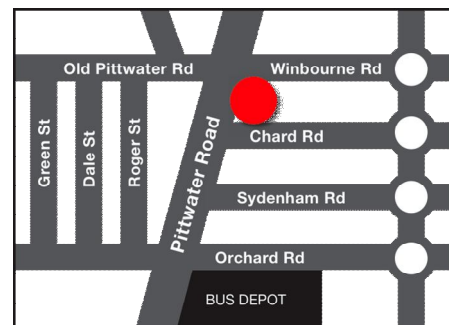 Old Pittwater Rd
Winbourne Rd
Green St
Dale St
Roger St
Pittwater Road
Chard Rd
Sydenham Rd
Orchard Rd
BUS DEPOT